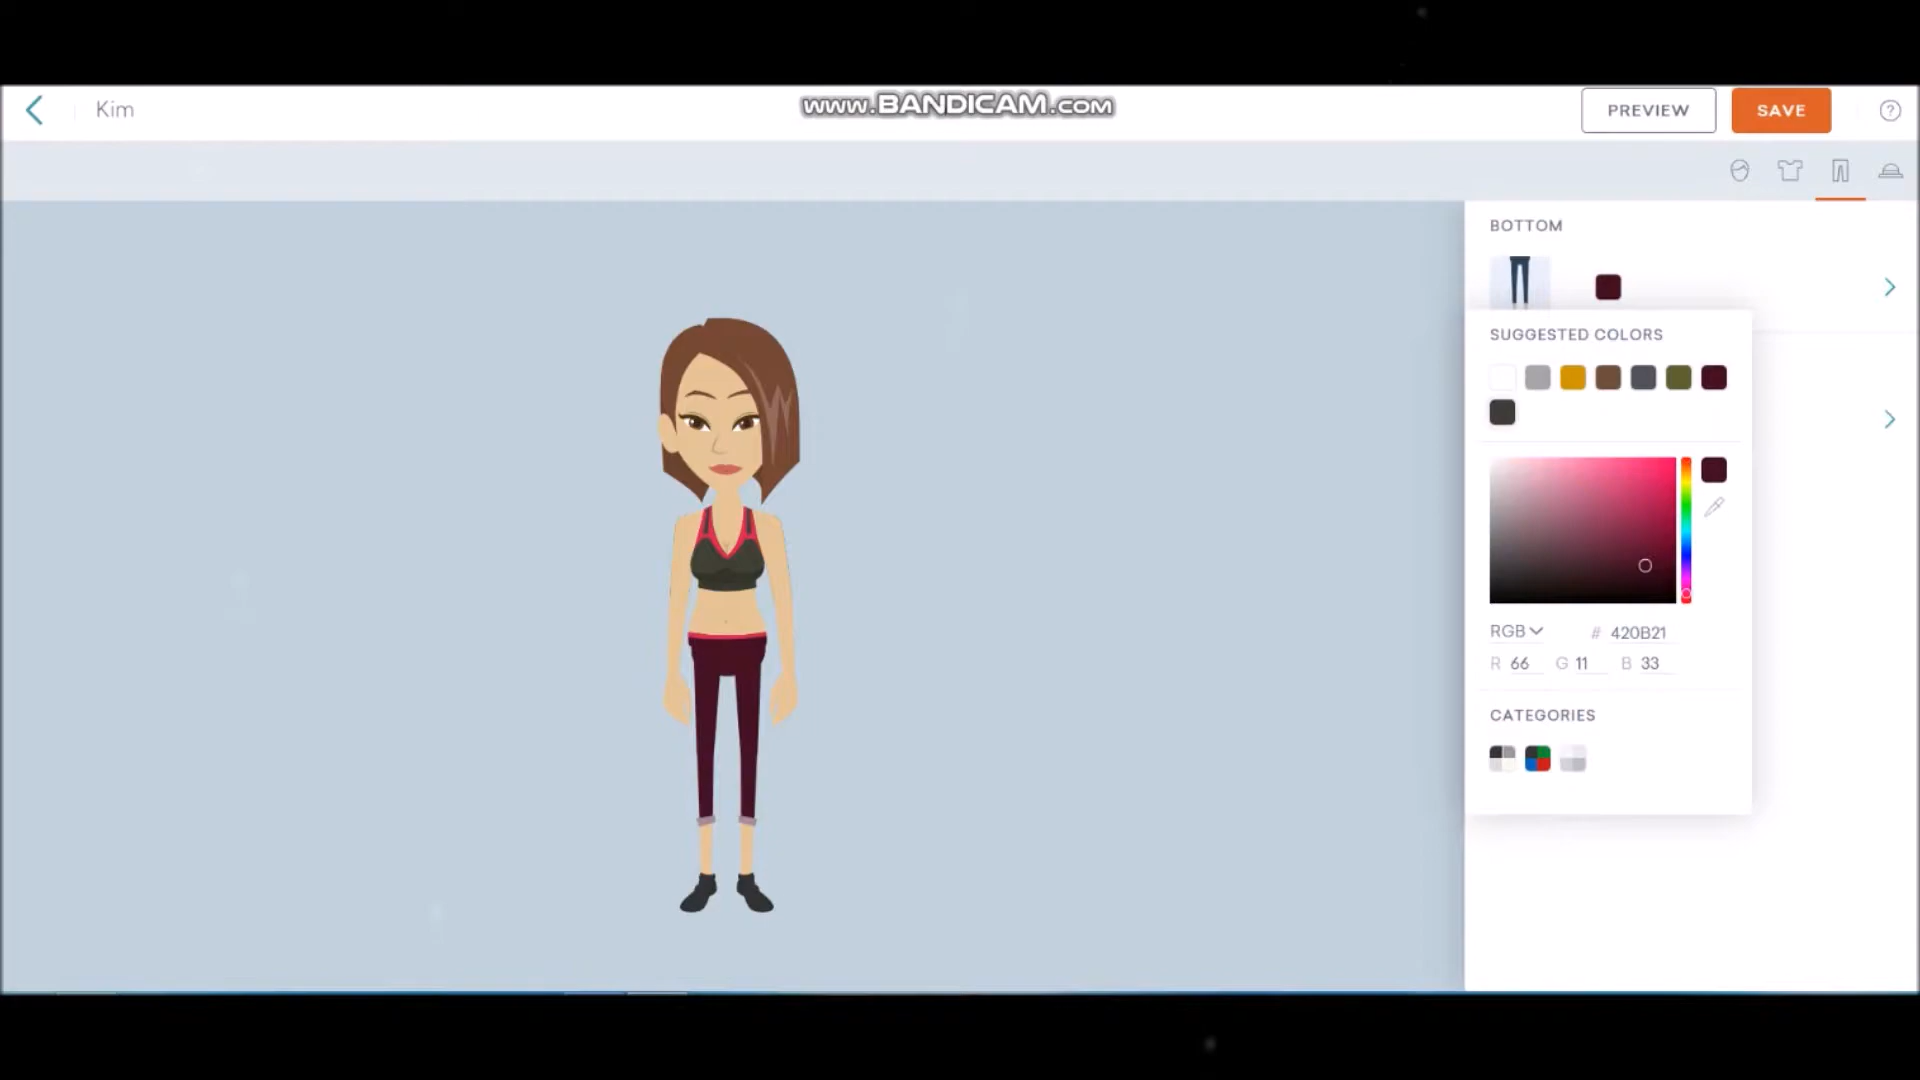 Kim
www.BANDICAM.com
PREVIEW
SAVE
?
BOTTOM
SUGGESTED COLORS
RGB
# 420B21
R 66 G 11 B 33
CATEGORIES